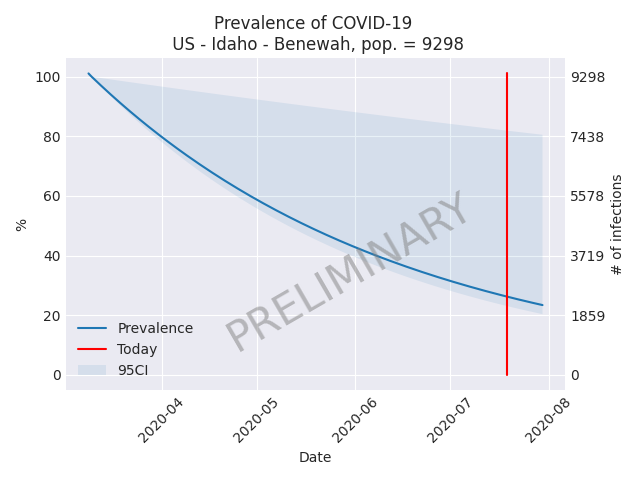 Prevalence of COVID-19
US - Idaho - Benewah, pop. = 9298
100
80
60
40
20
0
%
9298
7438
5578
3719
1859
0
# of infections
PRELIMINARY
Prevalence
Today
95CI
2020-04
2020-05
2020-06
2020-07
2020-08
Date